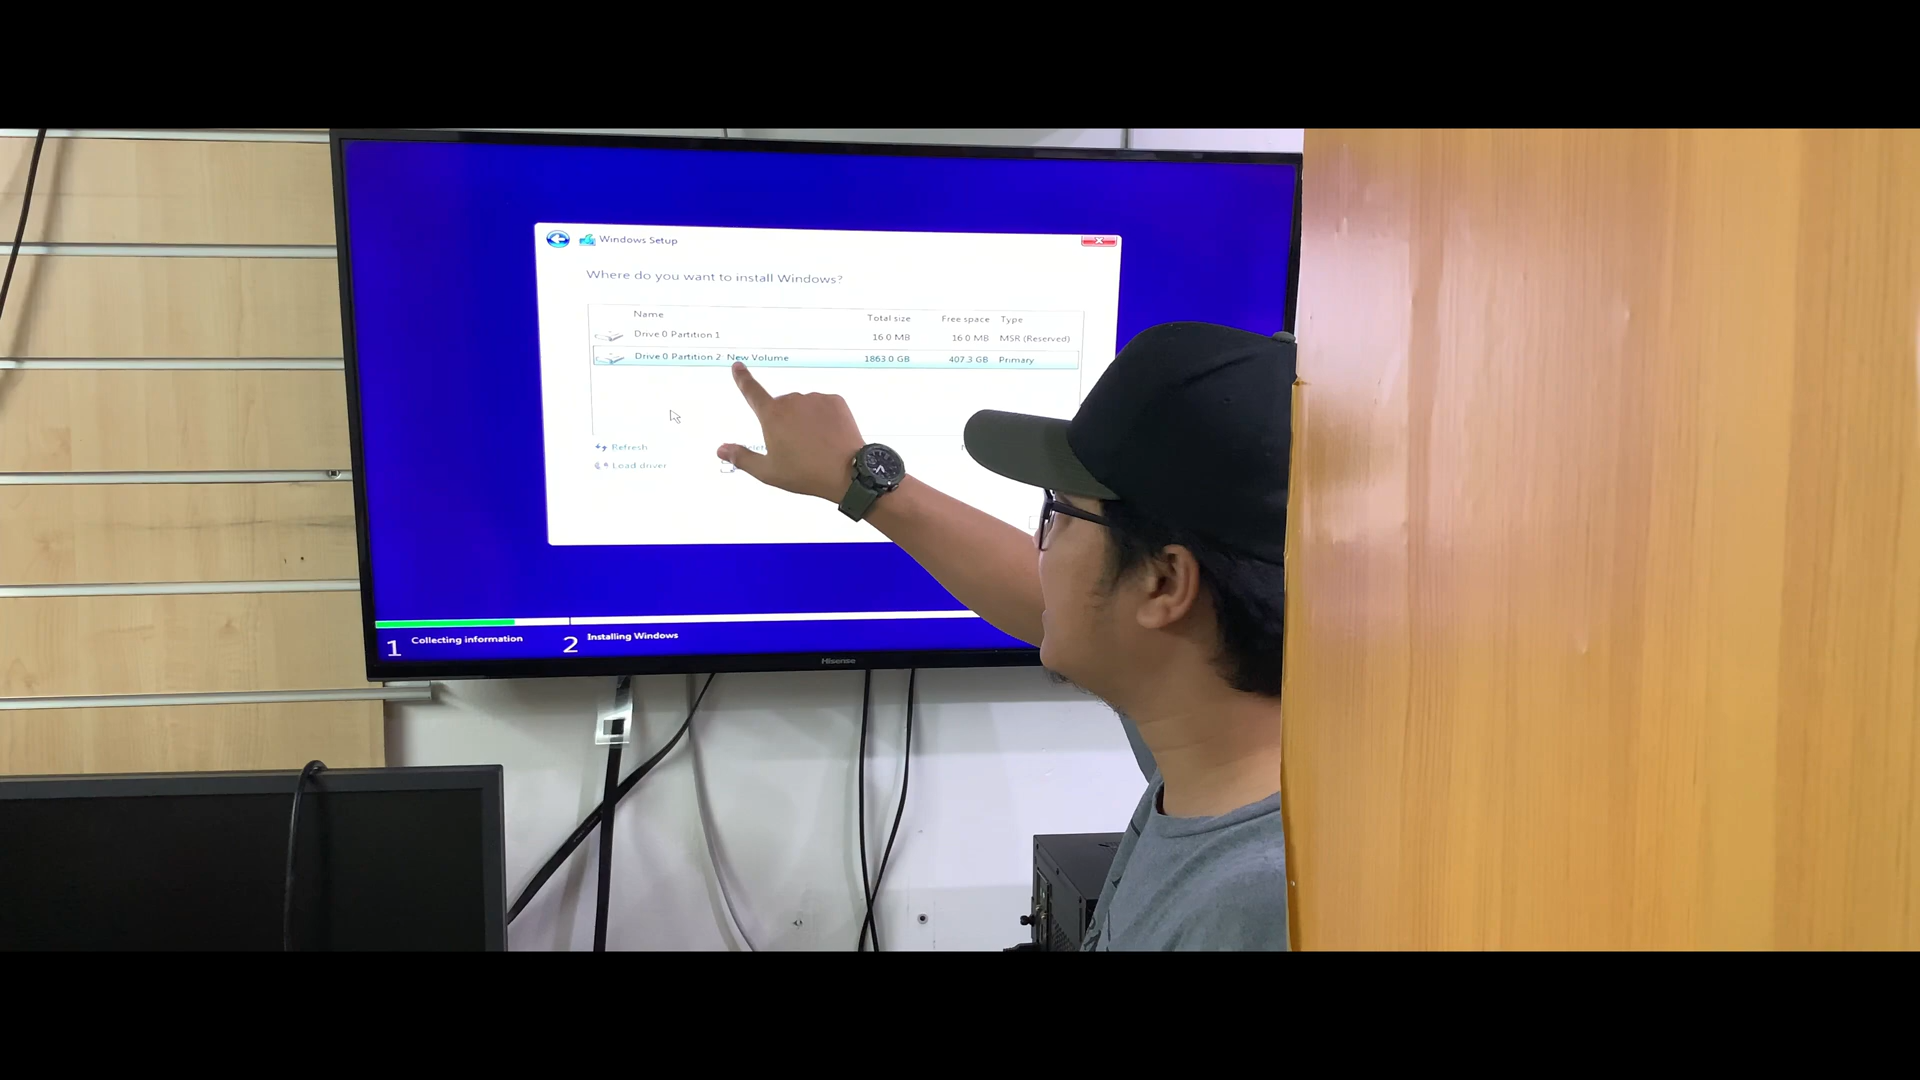 Windows Setup
Where do you want to install Windows?
Name Total size Free space Type
Drive 0 Partition 1 16.0 MB 16.0 MB MSR (Reserved)
Drive 0 Partition 2: New Volume 1863.0 GB 407.3 GB Primary
Refresh
Load driver
1 Collecting information 2 Installing Windows
Hisense